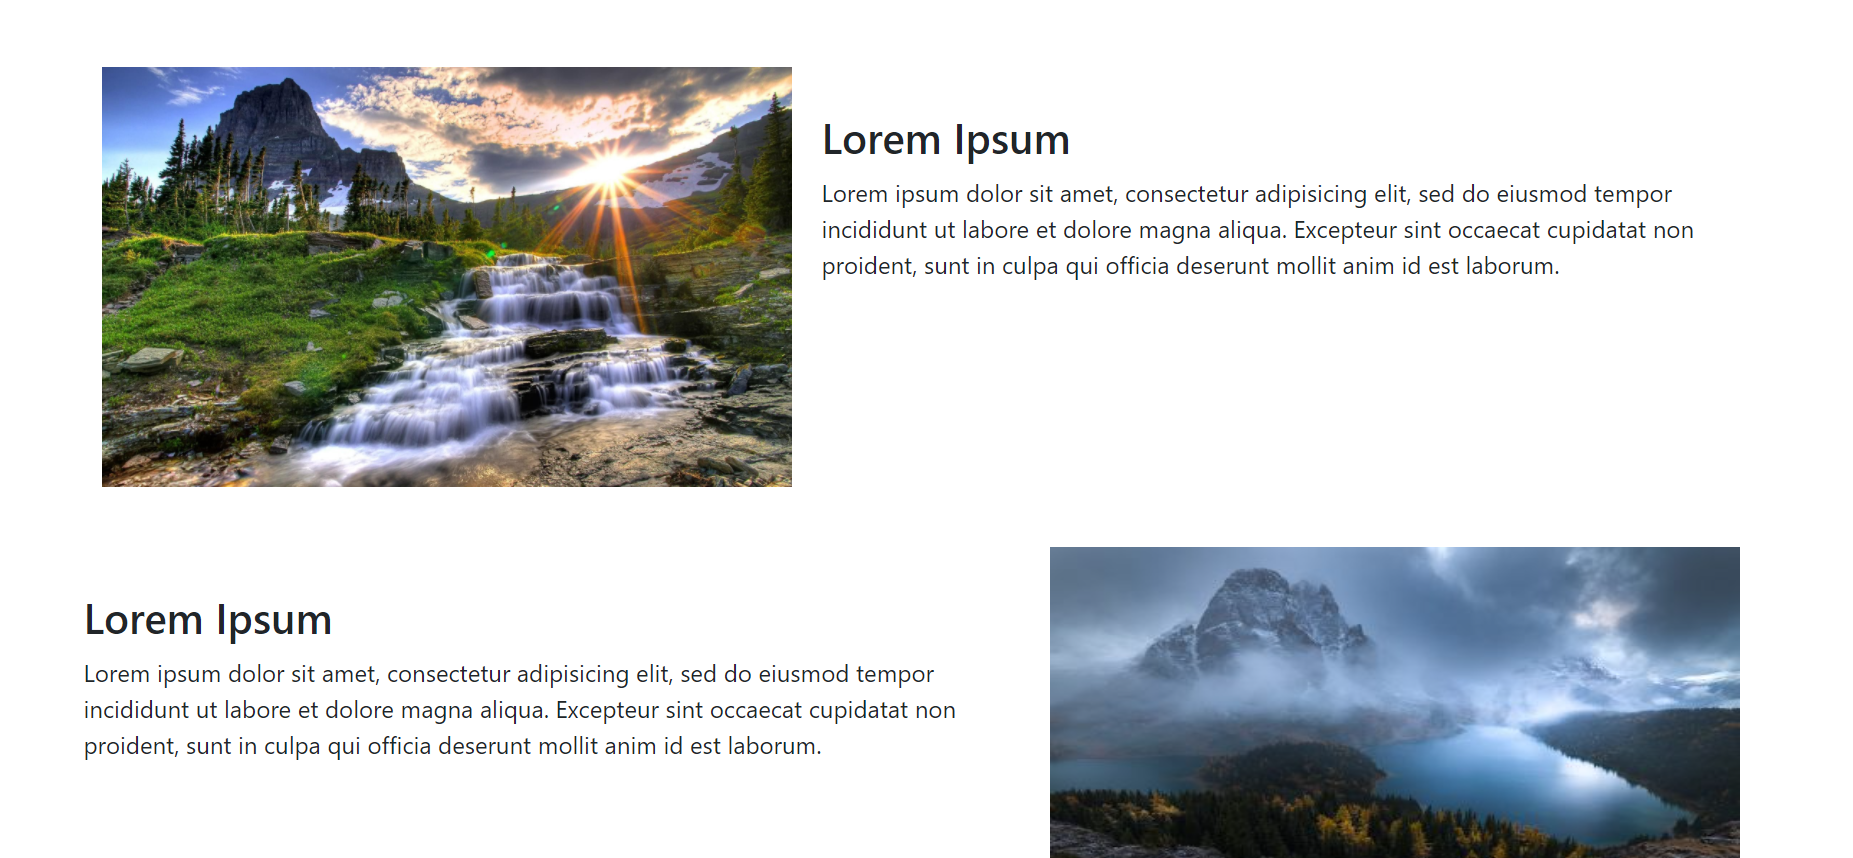 Lorem Ipsum
Lorem ipsum dolor sit amet, consectetur adipisicing elit, sed do eiusmod tempor
incididunt ut labore et dolore magna aliqua. Excepteur sint occaecat cupidatat non
proident, sunt in culpa qui officia deserunt mollit anim id est laborum.
Lorem Ipsum
Lorem ipsum dolor sit amet, consectetur adipisicing elit, sed do eiusmod tempor
incididunt ut labore et dolore magna aliqua. Excepteur sint occaecat cupidatat non
proident, sunt in culpa qui officia deserunt mollit anim id est laborum.